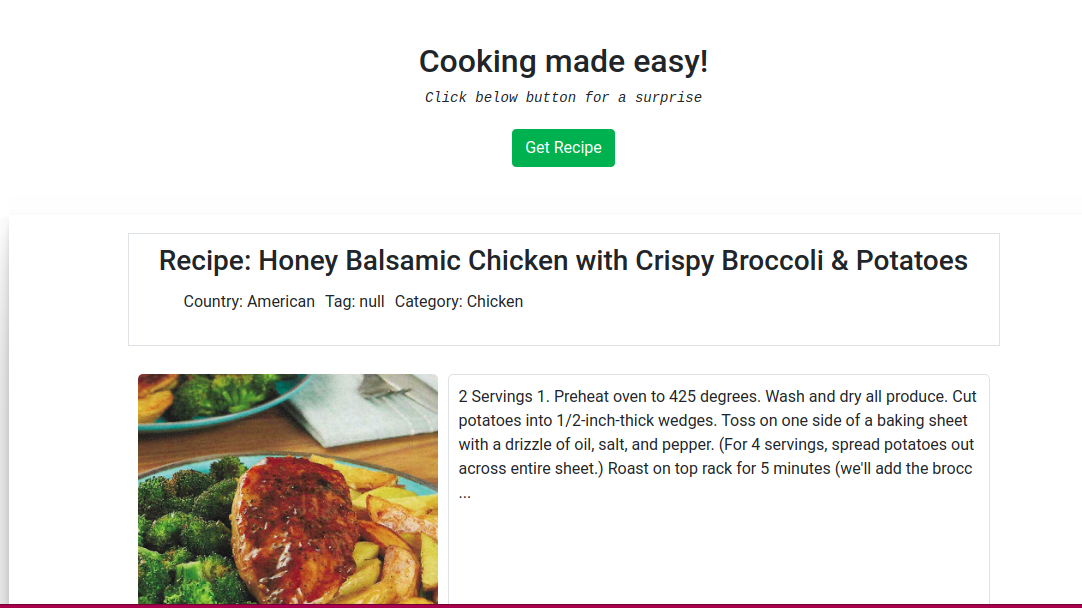 Cooking made easy!
Click below button for a surprise
Get Recipe
Recipe: Honey Balsamic Chicken with Crispy Broccoli & Potatoes
Country: American Tag: null Category: Chicken
2 Servings 1. Preheat oven to 425 degrees. Wash and dry all produce. Cut
potatoes into 1/2-inch-thick wedges. Toss on one side of a baking sheet
with a drizzle of oil, salt, and pepper. (For 4 servings, spread potatoes out
across entire sheet.) Roast on top rack for 5 minutes (we'll add the brocc
...